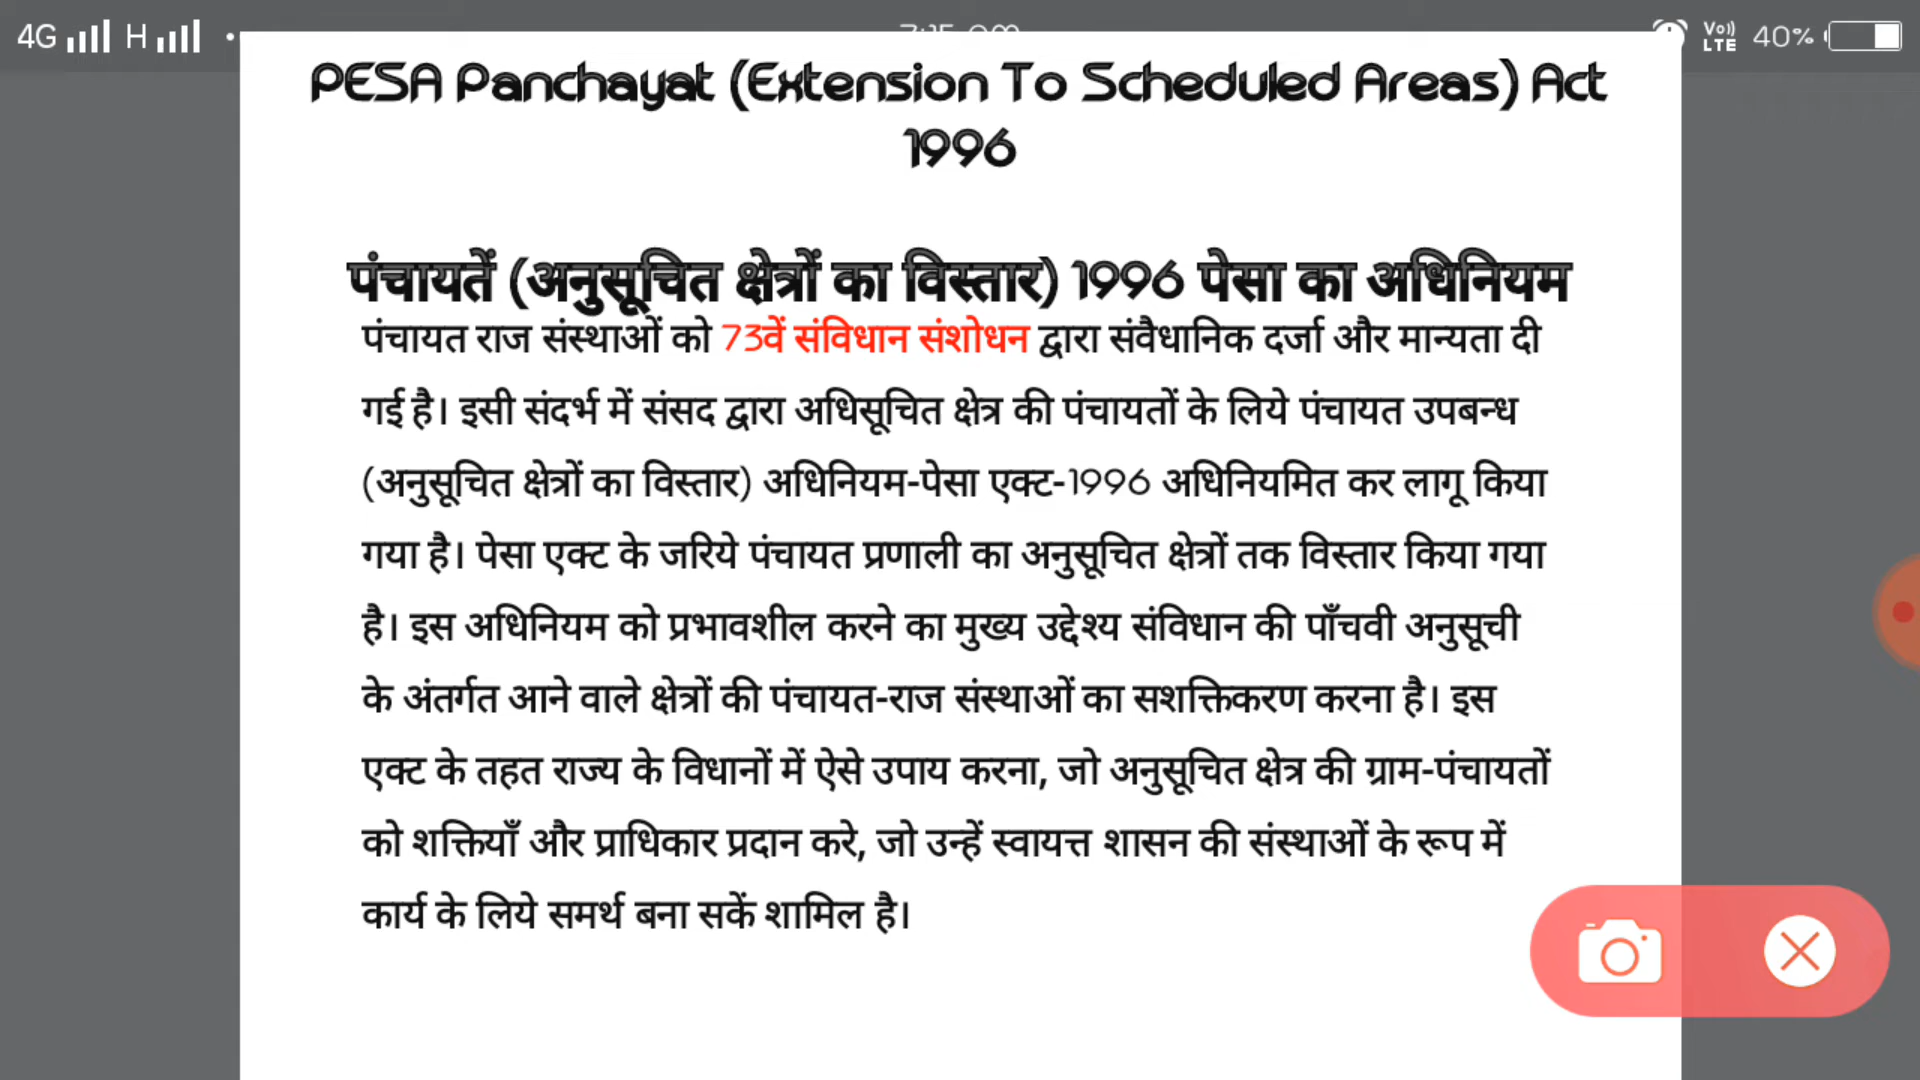 4G H 40%
VoI) LTE
PESA Panchayat (Extension To Scheduled Areas) Act
1996
पंचायतें (अनुसूचित क्षेत्रों का विस्तार) 1996 पेसा का अधिनियम
पंचायत राज संस्थाओं को 73वें संविधान संशोधन द्वारा संवैधानिक दर्जा और मान्यता दी
गई है। इसी संदर्भ में संसद द्वारा अधिसूचित क्षेत्र की पंचायतों के लिये पंचायत उपबन्ध
(अनुसूचित क्षेत्रों का विस्तार) अधिनियम-पेसा एक्ट-1996 अधिनियमित कर लागू किया
गया है। पेसा एक्ट के जरिये पंचायत प्रणाली का अनुसूचित क्षेत्रों तक विस्तार किया गया
है। इस अधिनियम को प्रभावशील करने का मुख्य उद्देश्य संविधान की पाँचवी अनुसूची
के अंतर्गत आने वाले क्षेत्रों की पंचायत-राज संस्थाओं का सशक्तिकरण करना है। इस
एक्ट के तहत राज्य के विधानों में ऐसे उपाय करना, जो अनुसूचित क्षेत्र की ग्राम-पंचायतों
को शक्तियाँ और प्राधिकार प्रदान करे, जो उन्हें स्वायत्त शासन की संस्थाओं के रूप में
कार्य के लिये समर्थ बना सकें शामिल है।